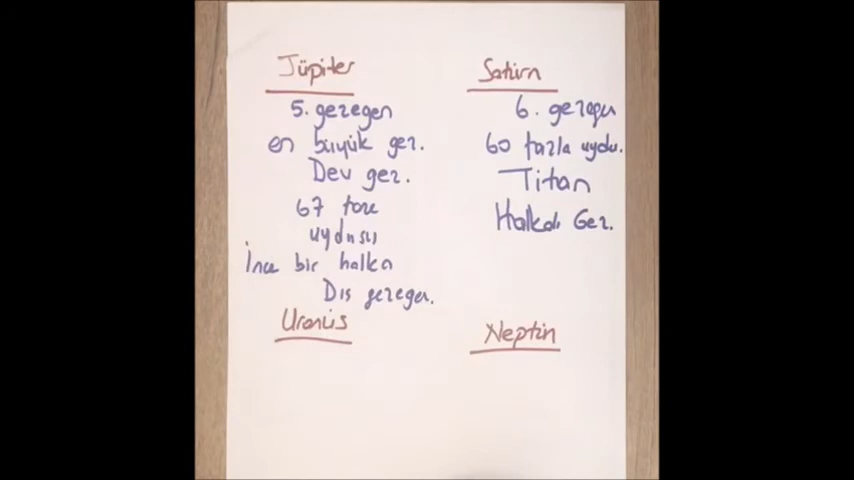 Jüpiter
5. gezegen
en büyük gez.
Dev gez.
67 tane
uydusu
İnce bir halka
Dış gezegen.
Satürn
6. gezegen
60 fazla uydu.
Titan
Halkalı Gez.
Uranüs
Neptün